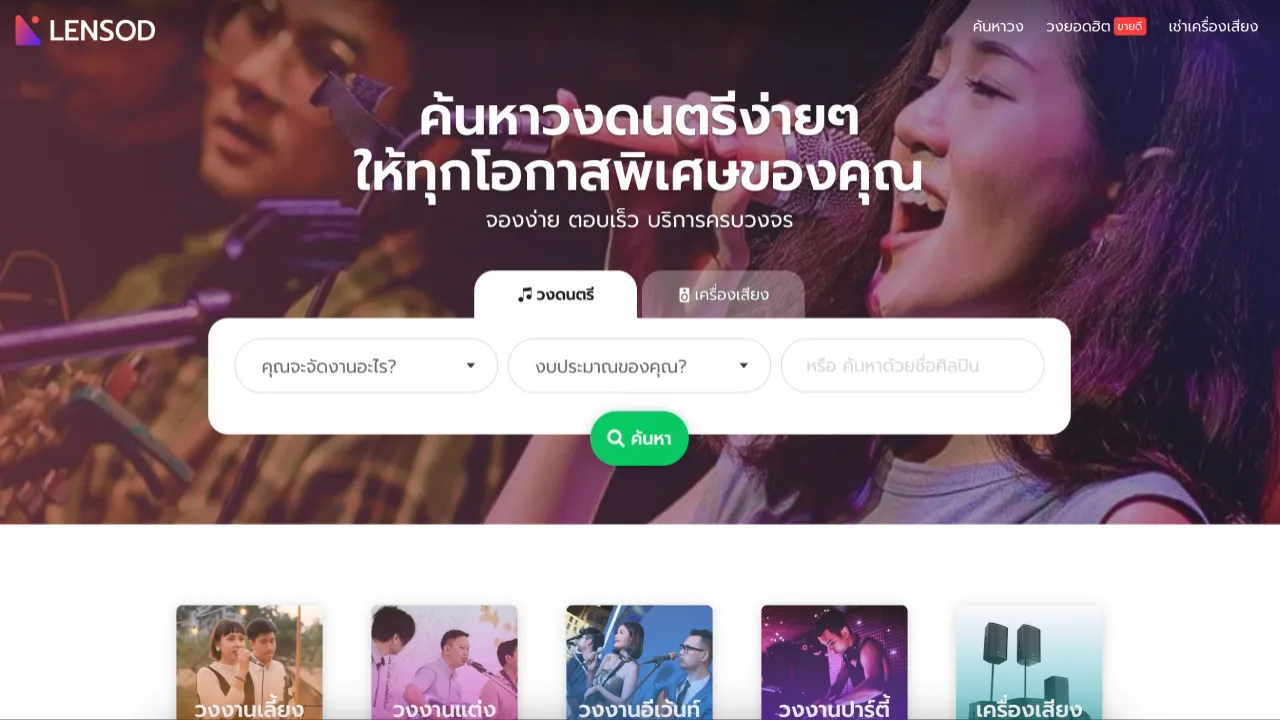 LENSOD
ค้นหาวง
วงยอดฮิต ขายดี
เช่าเครื่องเสียง
ค้นหาวงดนตรีง่ายๆ
ให้ทุกโอกาสพิเศษของคุณ
จองง่าย ตอบเร็ว บริการครบวงจร
วงดนตรี
เครื่องเสียง
คุณจะจัดงานอะไร?
งบประมาณของคุณ?
หรือ ค้นหาด้วยชื่อศิลปิน
ค้นหา
วงงานเลี้ยง
วงงานแต่ง
วงงานอีเว้นท์
วงงานปาร์ตี้
เครื่องเสียง